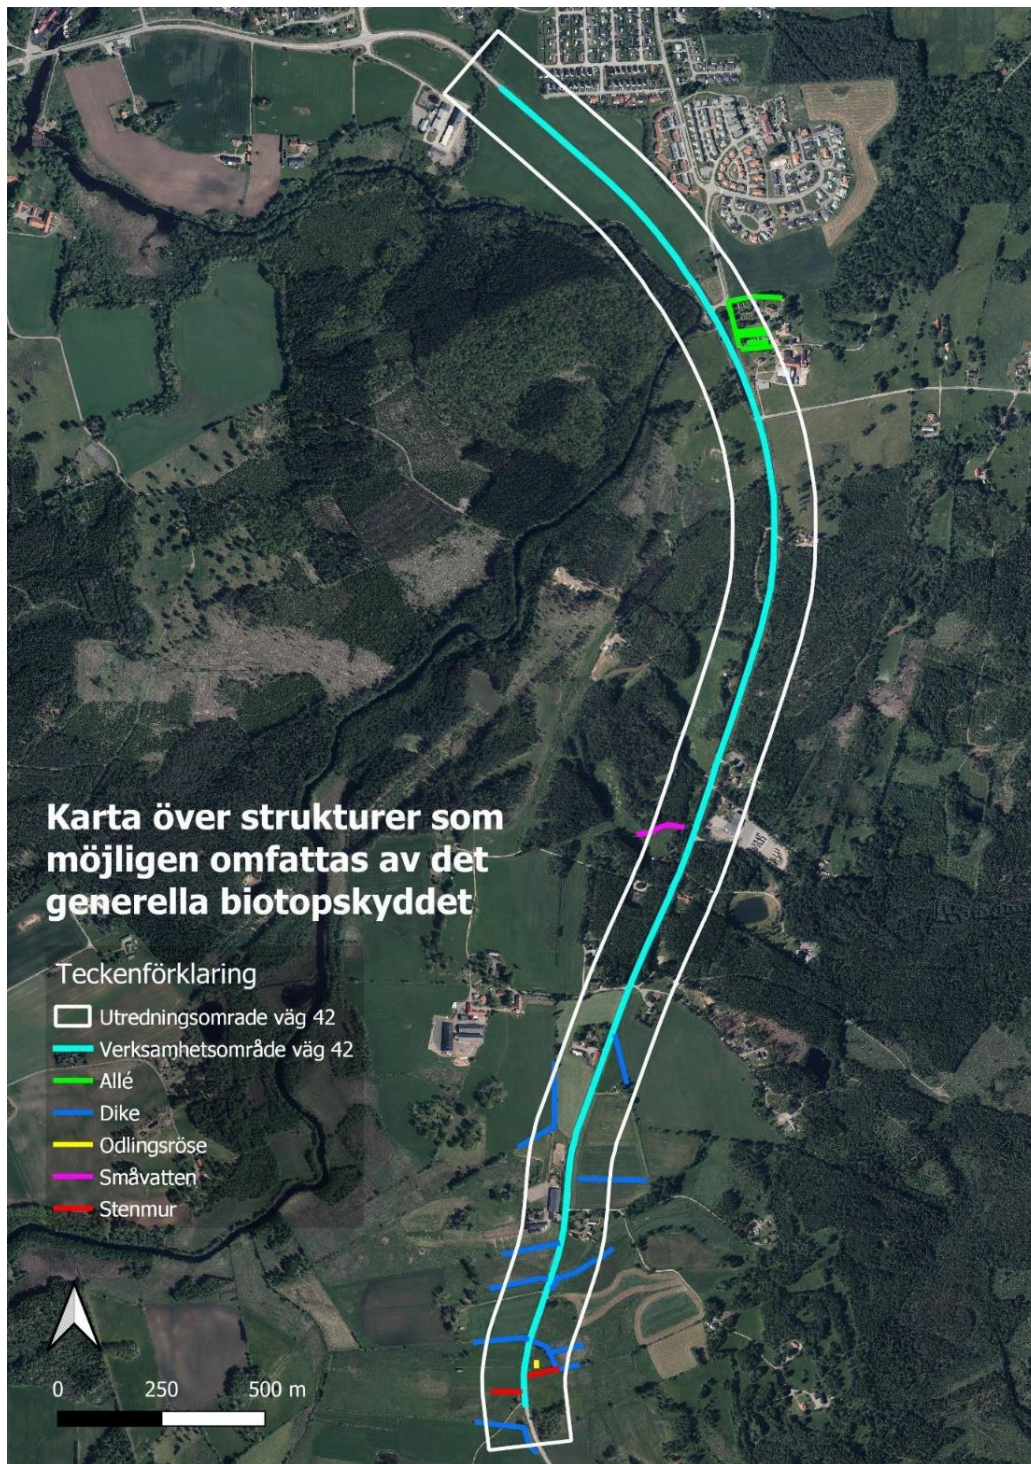 Karta över strukturer som
möjligen omfattas av det
generella biotopskyddet
Teckenförklaring
Utredningsomrade väg 42
Verksamhetsområde väg 42
Allé
Dike
Odlingsröse
Småvatten
Stenmur
0 250 500 m